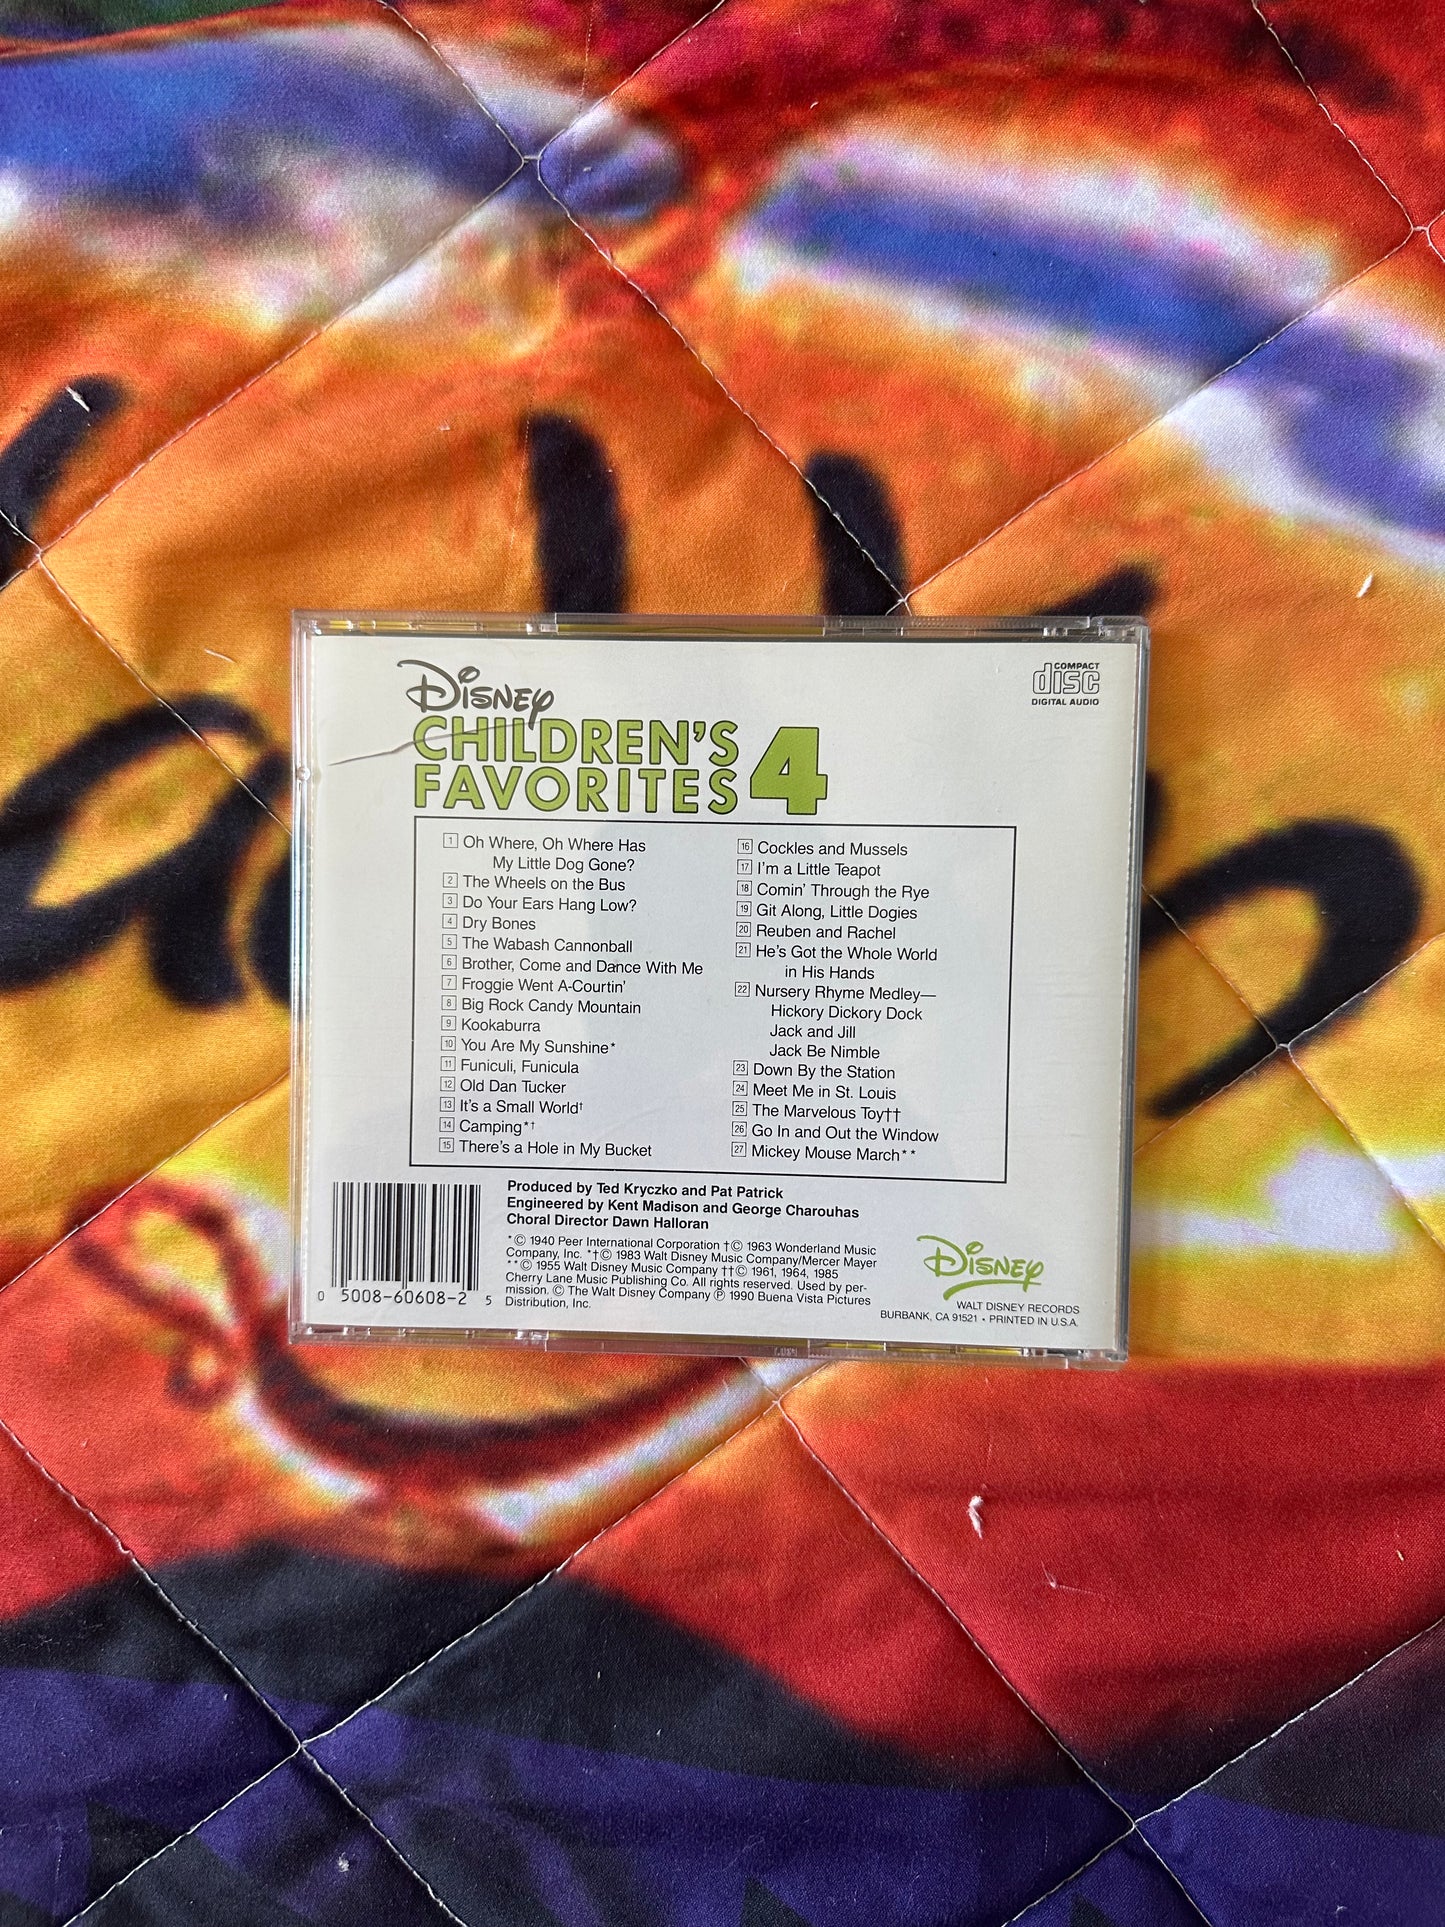 Disney
CHILDREN'S
FAVORITES 4
COMPACT
disc
DIGITAL AUDIO
1 Oh Where, Oh Where Has
My Little Dog Gone?
2 The Wheels on the Bus
3 Do Your Ears Hang Low?
4 Dry Bones
5 The Wabash Cannonball
6 Brother, Come and Dance With Me
7 Froggie Went A-Courtin'
8 Big Rock Candy Mountain
9 Kookaburra
10 You Are My Sunshine*
11 Funiculi, Funicula
12 Old Dan Tucker
13 It's a Small World†
14 Camping*†
15 There's a Hole in My Bucket
16 Cockles and Mussels
17 I'm a Little Teapot
18 Comin' Through the Rye
19 Git Along, Little Dogies
20 Reuben and Rachel
21 He's Got the Whole World
in His Hands
22 Nursery Rhyme Medley—
Hickory Dickory Dock
Jack and Jill
Jack Be Nimble
23 Down By the Station
24 Meet Me in St. Louis
25 The Marvelous Toy††
26 Go In and Out the Window
27 Mickey Mouse March**
Produced by Ted Kryczko and Pat Patrick
Engineered by Kent Madison and George Charouhas
Choral Director Dawn Halloran
*© 1940 Peer International Corporation †© 1963 Wonderland Music
Company, Inc. *†© 1983 Walt Disney Music Company/Mercer Mayer
**© 1955 Walt Disney Music Company ††© 1961, 1964, 1985
Cherry Lane Music Publishing Co. All rights reserved. Used by per-
mission. © The Walt Disney Company ℗ 1990 Buena Vista Pictures
Distribution, Inc.
0 5008-60608-2 5
Disney
WALT DISNEY RECORDS
BURBANK, CA 91521 • PRINTED IN U.S.A.